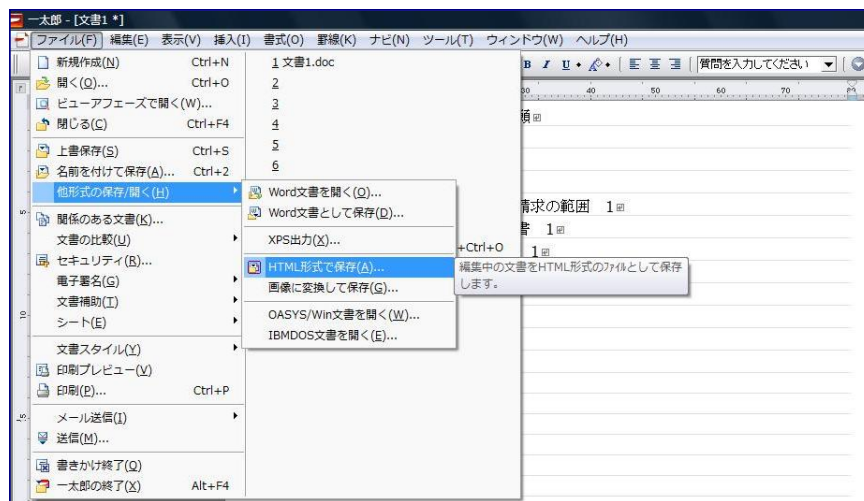 一太郎 - [文書1 *]
ファイル(F) 編集(E) 表示(V) 挿入(I) 書式(O) 罫線(K) ナビ(N) ツール(T) ウィンドウ(W) ヘルプ(H)
B I U 質問を入力してください
30 40 50 60 70
新規作成(N) Ctrl+N
開く(O)... Ctrl+O
ビューアフェーズで開く(W)...
閉じる(C) Ctrl+F4
上書保存(S) Ctrl+S
名前を付けて保存(A)... Ctrl+2
他形式の保存/開く(H)
関係のある文書(K)...
文書の比較(U)
セキュリティ(R)...
電子署名(G)
文書補助(T)
シート(E)
文書スタイル(Y)
印刷プレビュー(V)
印刷(P)... Ctrl+P
メール送信(I)
送信(M)...
書きかけ終了(Q)
一太郎の終了(X) Alt+F4
1 文書1.doc
2
3
4
5
6
Word文書を開く(O)...
Word文書として保存(D)...
XPS出力(X)...
HTML形式で保存(A)...
画像に変換して保存(G)...
OASYS/Win文書を開く(W)...
IBMDOS文書を開く(E)...
+Ctrl+O
編集中の文書をHTML形式のファイルとして保存
します。
請求の範囲 1
書 1
1
5
10
15